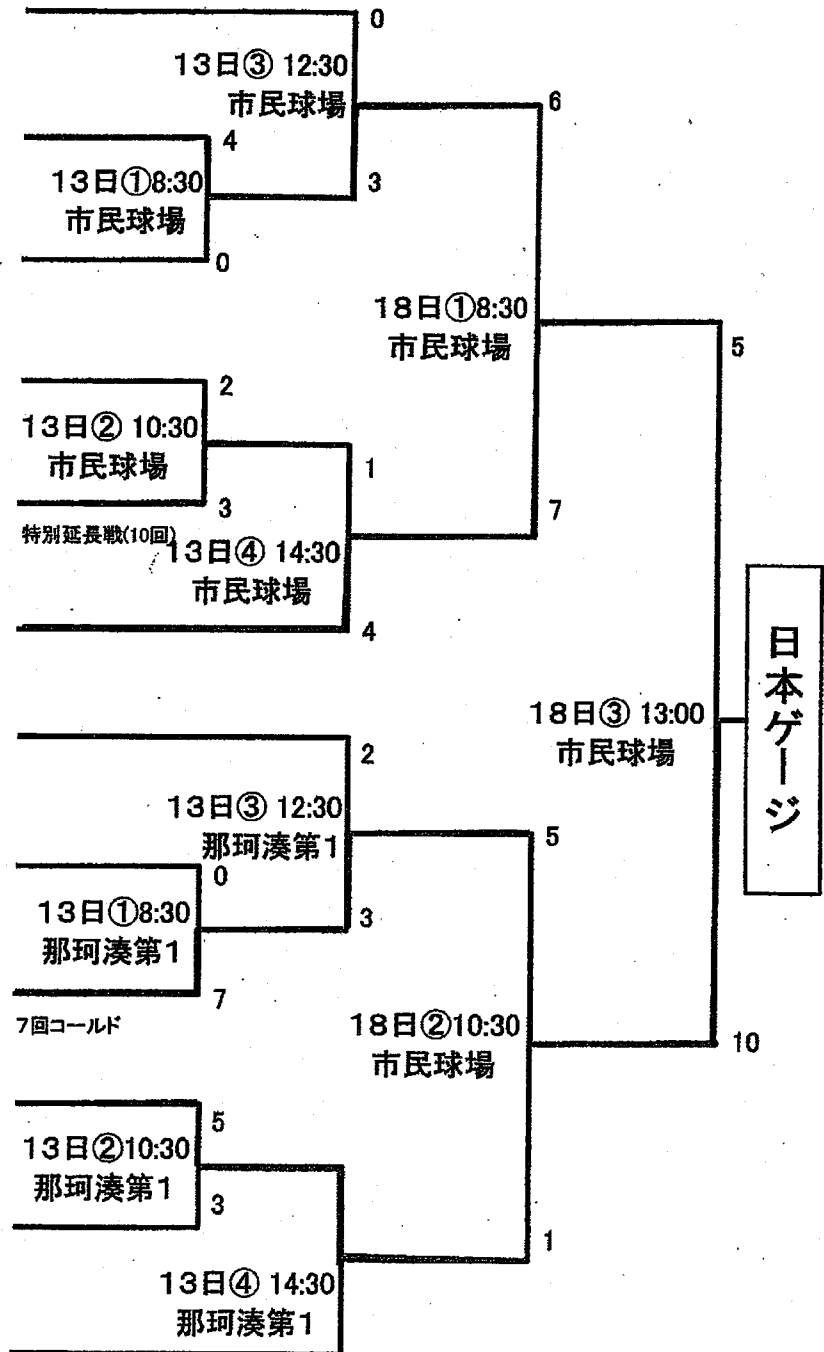 0
13日③ 12:30
市民球場
6
4
13日①8:30
市民球場
3
0
18日①8:30
市民球場
5
2
13日② 10:30
市民球場
1
3
7
特別延長戦(10回)
13日④ 14:30
市民球場
4
日本ゲージ
18日③ 13:00
市民球場
2
13日③ 12:30
那珂湊第1
5
0
13日①8:30
那珂湊第1
3
7
7回コールド
18日②10:30
市民球場
10
5
13日②10:30
那珂湊第1
3
1
13日④ 14:30
那珂湊第1